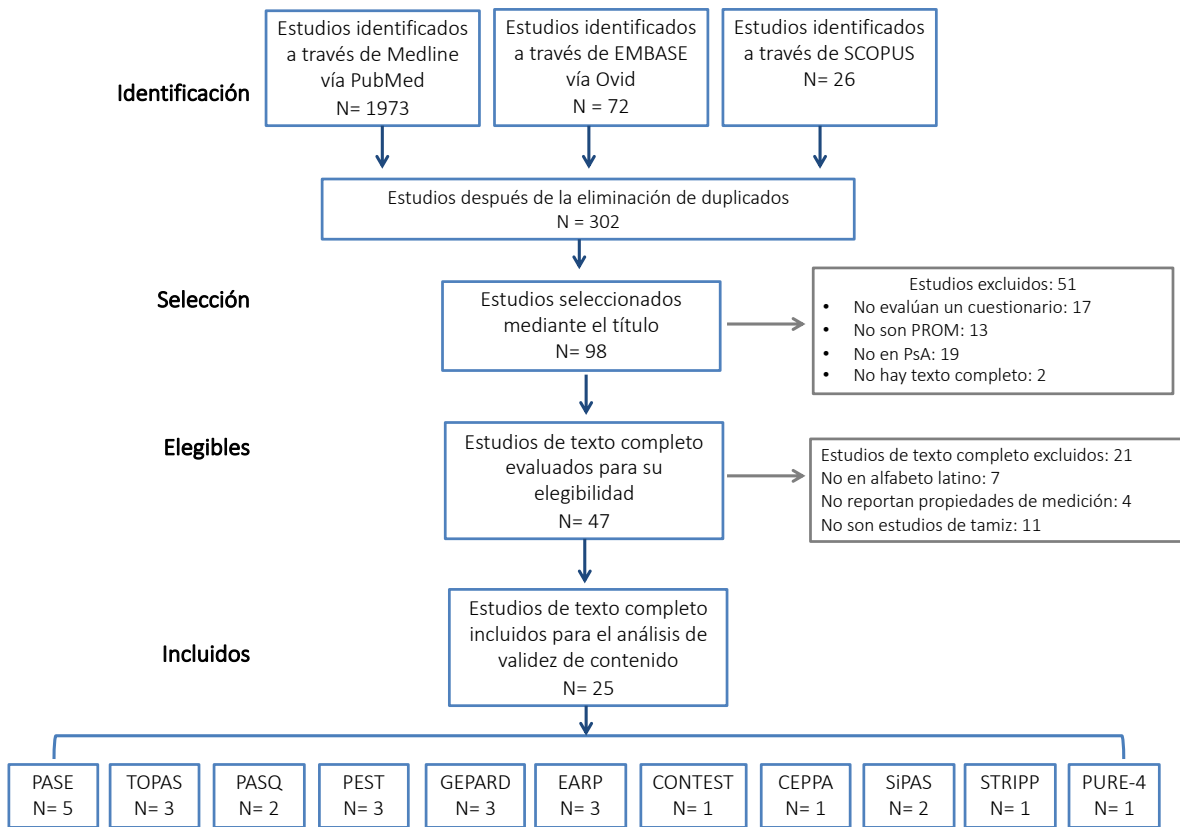 Estudios identificados
a través de Medline
vía PubMed
N= 1973
Estudios identificados
a través de EMBASE
vía Ovid
N = 72
Estudios identificados
a través de SCOPUS
N= 26
Identificación
Estudios después de la eliminación de duplicados
N = 302
Selección
Estudios seleccionados
mediante el título
N= 98
Estudios excluidos: 51
• No evalúan un cuestionario: 17
• No son PROM: 13
• No en PsA: 19
• No hay texto completo: 2
Elegibles
Estudios de texto completo
evaluados para su
elegibilidad
N= 47
Estudios de texto completo excluidos: 21
No en alfabeto latino: 7
No reportan propiedades de medición: 4
No son estudios de tamiz: 11
Incluidos
Estudios de texto completo
incluidos para el análisis de
validez de contenido
N= 25
PASE
N= 5
TOPAS
N= 3
PASQ
N= 2
PEST
N= 3
GEPARD
N= 3
EARP
N= 3
CONTEST
N= 1
CEPPA
N= 1
SiPAS
N= 2
STRIPP
N= 1
PURE-4
N= 1